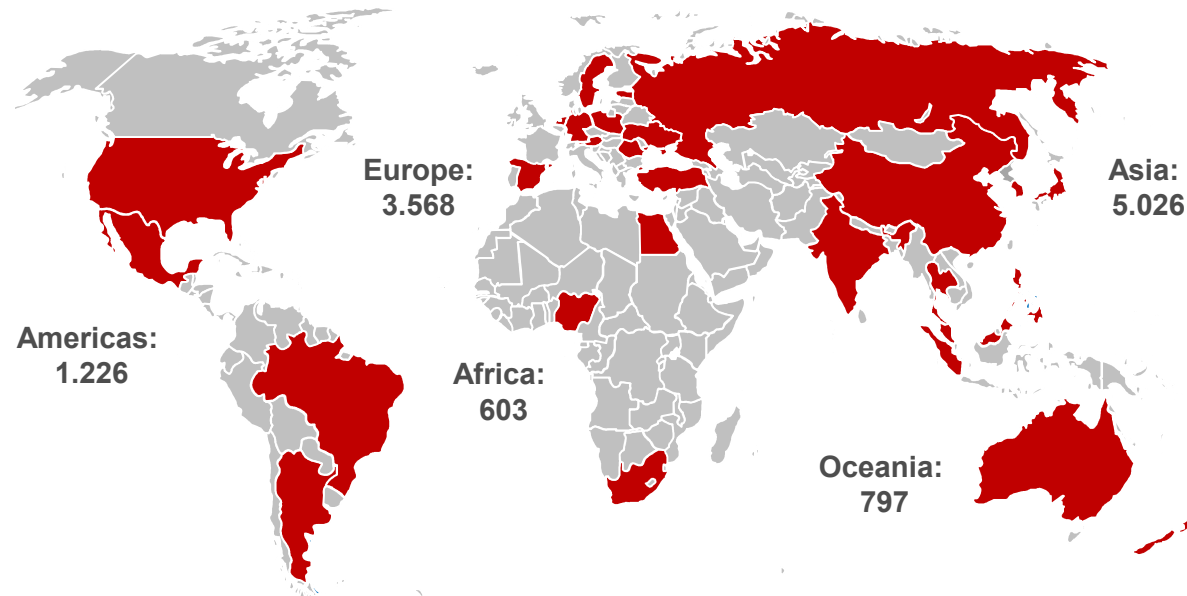 Europe:
3.568
Asia:
5.026
Americas:
1.226
Africa:
603
Oceania:
797